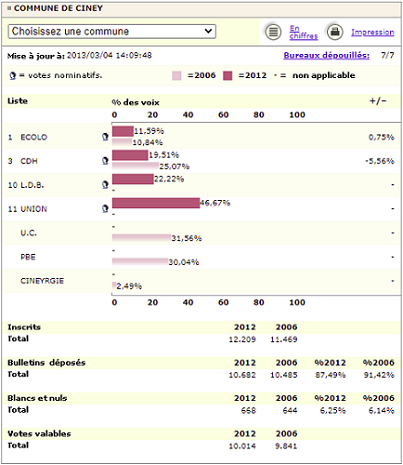 COMMUNE DE CINEY
Choisissez une commune En chiffres Impression
Mise à jour à: 2013/03/04 14:09:48 Bureaux dépouillés: 7/7
= votes nominatifs. =2006 =2012 - = non applicable
Liste % des voix +/-
0 20 40 60 80 100
1 ECOLO 11,59% 0,75%
10,84%
3 CDH 19,51% -5,56%
25,07%
10 L.D.B. 22,22% -
-
11 UNION 46,67% -
-
U.C. - -
31,56%
PBE - -
30,04%
CINEYRGIE - -
2,49%
0 20 40 60 80 100
Inscrits 2012 2006
Total 12.209 11.469
Bulletins déposés 2012 2006 %2012 %2006
Total 10.682 10.485 87,49% 91,42%
Blancs et nuls 2012 2006 %2012 %2006
Total 668 644 6,25% 6,14%
Votes valables 2012 2006
Total 10.014 9.841